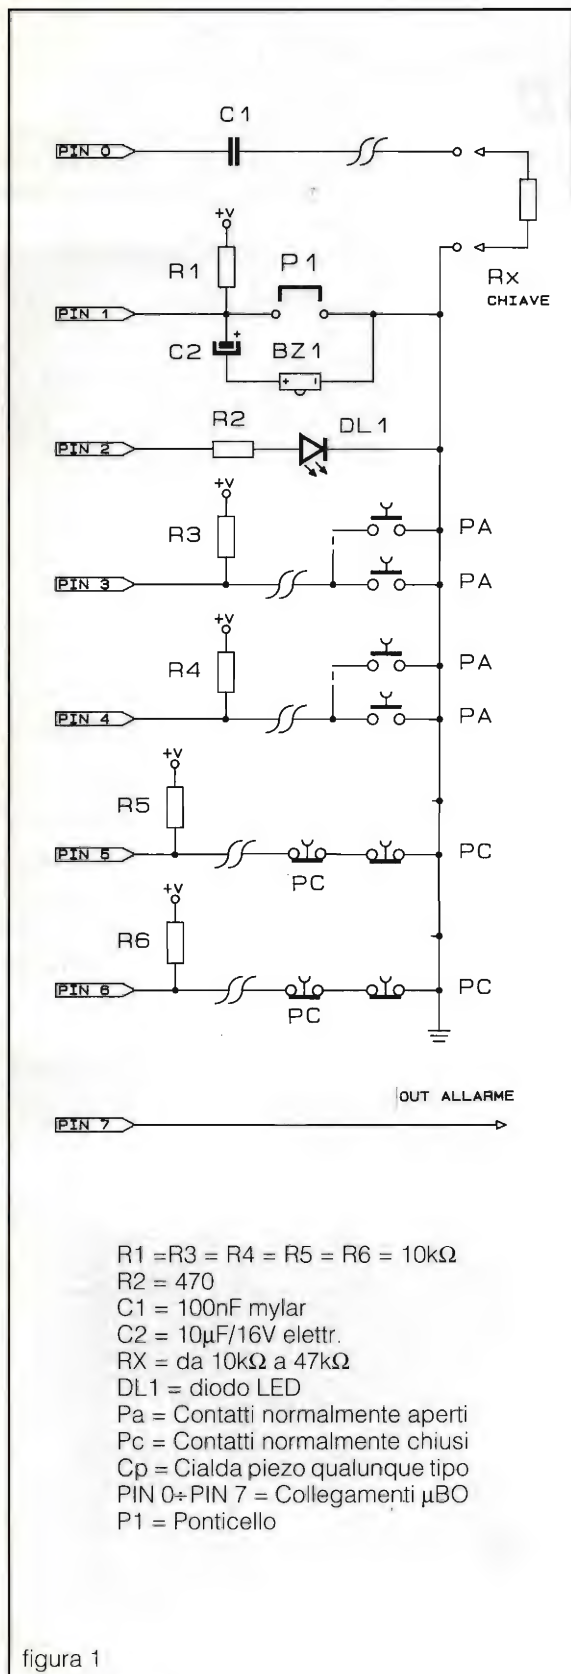 C1
PIN 0
+V
R1
P1
Rx
CHIAVE
PIN 1
C2
+
BZ1
+ -
R2
DL1
PIN 2
+V
R3
PA
PIN 3
PA
+V
R4
PA
PIN 4
PA
+V
R5
PIN 5
PC
PC
+V
R6
PIN 6
PC
PC
OUT ALLARME
PIN 7
R1 =R3 = R4 = R5 = R6 = 10kΩ
R2 = 470
C1 = 100nF mylar
C2 = 10µF/16V elettr.
RX = da 10kΩ a 47kΩ
DL1 = diodo LED
Pa = Contatti normalmente aperti
Pc = Contatti normalmente chiusi
Cp = Cialda piezo qualunque tipo
PIN 0÷PIN 7 = Collegamenti µBO
P1 = Ponticello
figura 1